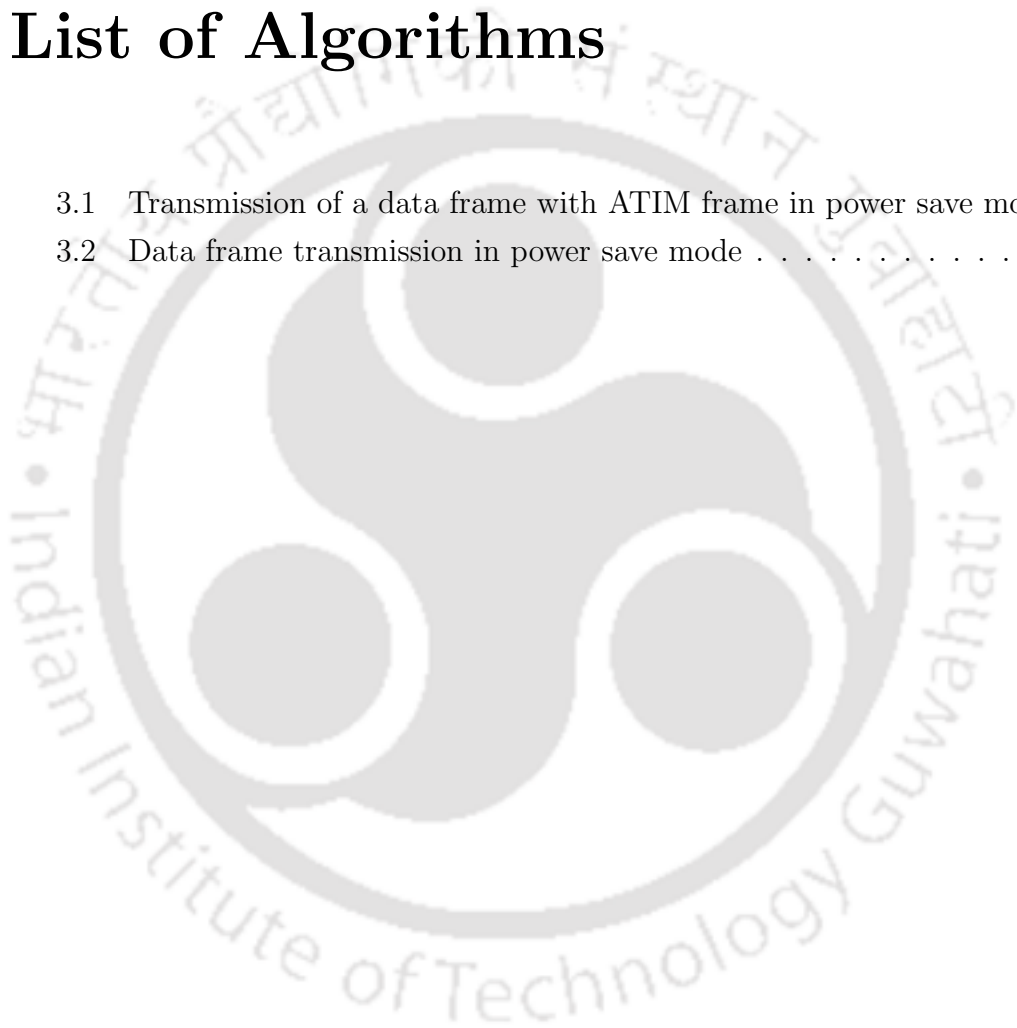 List of Algorithms
3.1 Transmission of a data frame with ATIM frame in power save mo
3.2 Data frame transmission in power save mode . . . . . . . . . . .
भारतीय प्रौद्योगिकी संस्थान गुवाहाटी
• Indian Institute of Technology Guwahati •